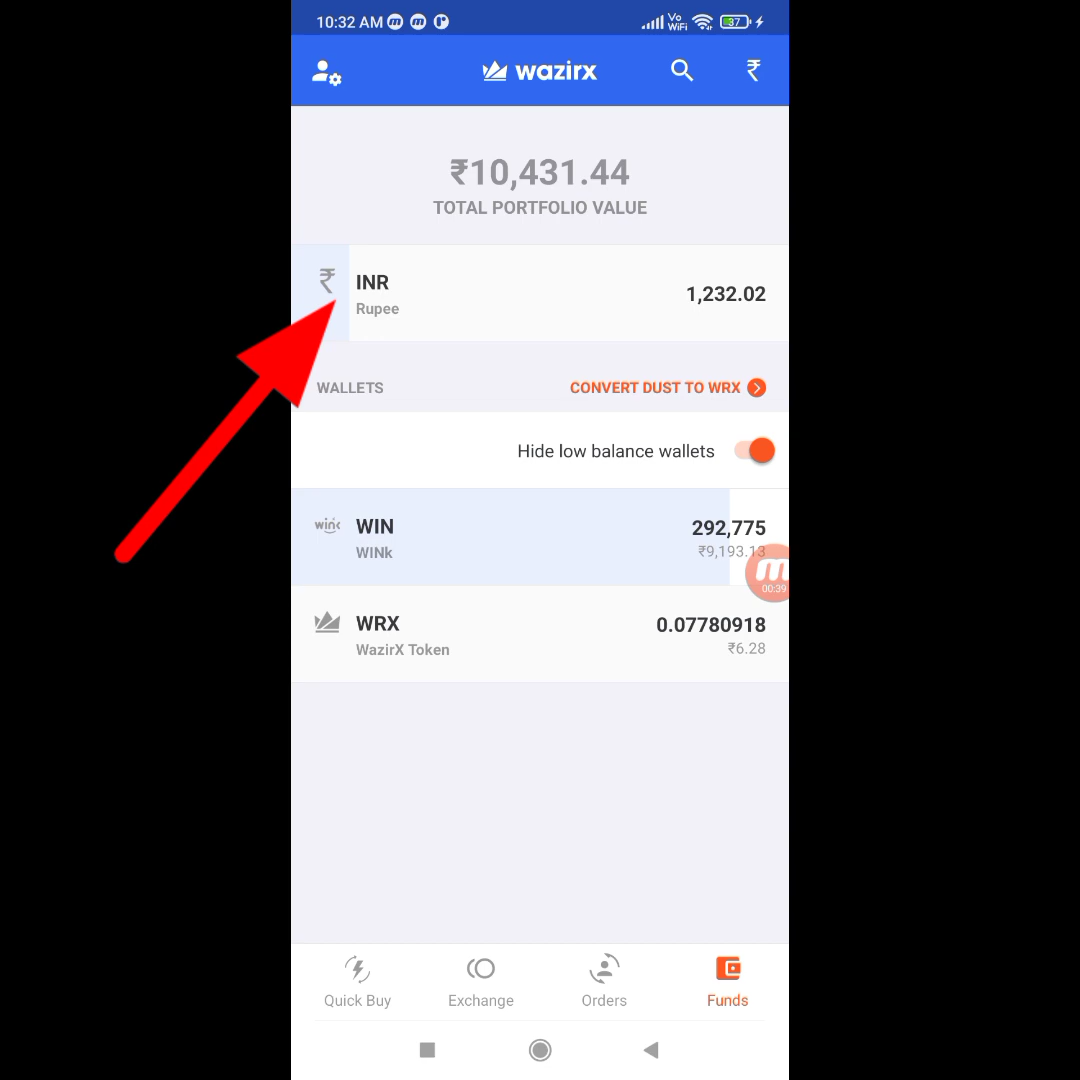 10:32 AM
Vo WiFi
37
wazirx
₹
₹10,431.44
TOTAL PORTFOLIO VALUE
₹ INR
1,232.02
Rupee
WALLETS
CONVERT DUST TO WRX
Hide low balance wallets
wink WIN
292,775
WINk
₹9,193.13
00:39
WRX
0.07780918
WazirX Token
₹6.28
Quick Buy Exchange Orders Funds